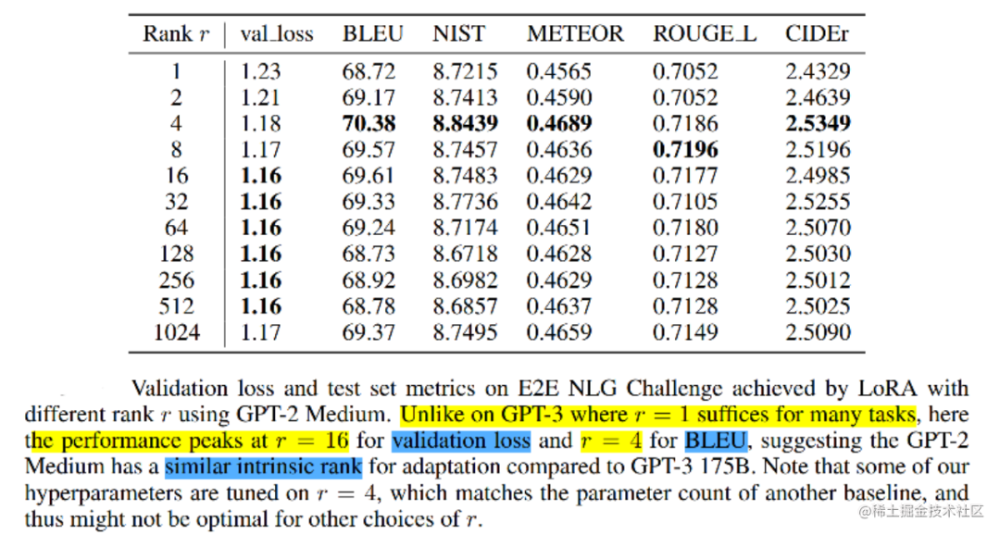 Rank r val_loss BLEU NIST METEOR ROUGE_L CIDEr
1 1.23 68.72 8.7215 0.4565 0.7052 2.4329
2 1.21 69.17 8.7413 0.4590 0.7052 2.4639
4 1.18 70.38 8.8439 0.4689 0.7186 2.5349
8 1.17 69.57 8.7457 0.4636 0.7196 2.5196
16 1.16 69.61 8.7483 0.4629 0.7177 2.4985
32 1.16 69.33 8.7736 0.4642 0.7105 2.5255
64 1.16 69.24 8.7174 0.4651 0.7180 2.5070
128 1.16 68.73 8.6718 0.4628 0.7127 2.5030
256 1.16 68.92 8.6982 0.4629 0.7128 2.5012
512 1.16 68.78 8.6857 0.4637 0.7128 2.5025
1024 1.17 69.37 8.7495 0.4659 0.7149 2.5090
Validation loss and test set metrics on E2E NLG Challenge achieved by LoRA with
different rank r using GPT-2 Medium. Unlike on GPT-3 where r = 1 suffices for many tasks, here
the performance peaks at r = 16 for validation loss and r = 4 for BLEU, suggesting the GPT-2
Medium has a similar intrinsic rank for adaptation compared to GPT-3 175B. Note that some of our
hyperparameters are tuned on r = 4, which matches the parameter count of another baseline, and
thus might not be optimal for other choices of r.
@稀土掘金技术社区